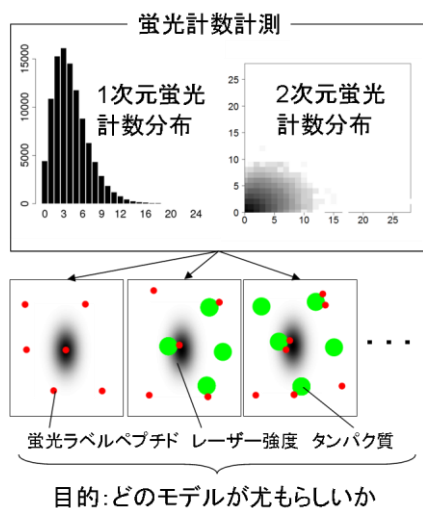 蛍光計数計測
1次元蛍光
計数分布
2次元蛍光
計数分布
15000
10000
5000
0
0 3 6 9 12 16 20 24
25
20
15
10
5
0
0 5 10 15 20 25
蛍光ラベルペプチド レーザー強度 タンパク質
目的:どのモデルが尤もらしいか